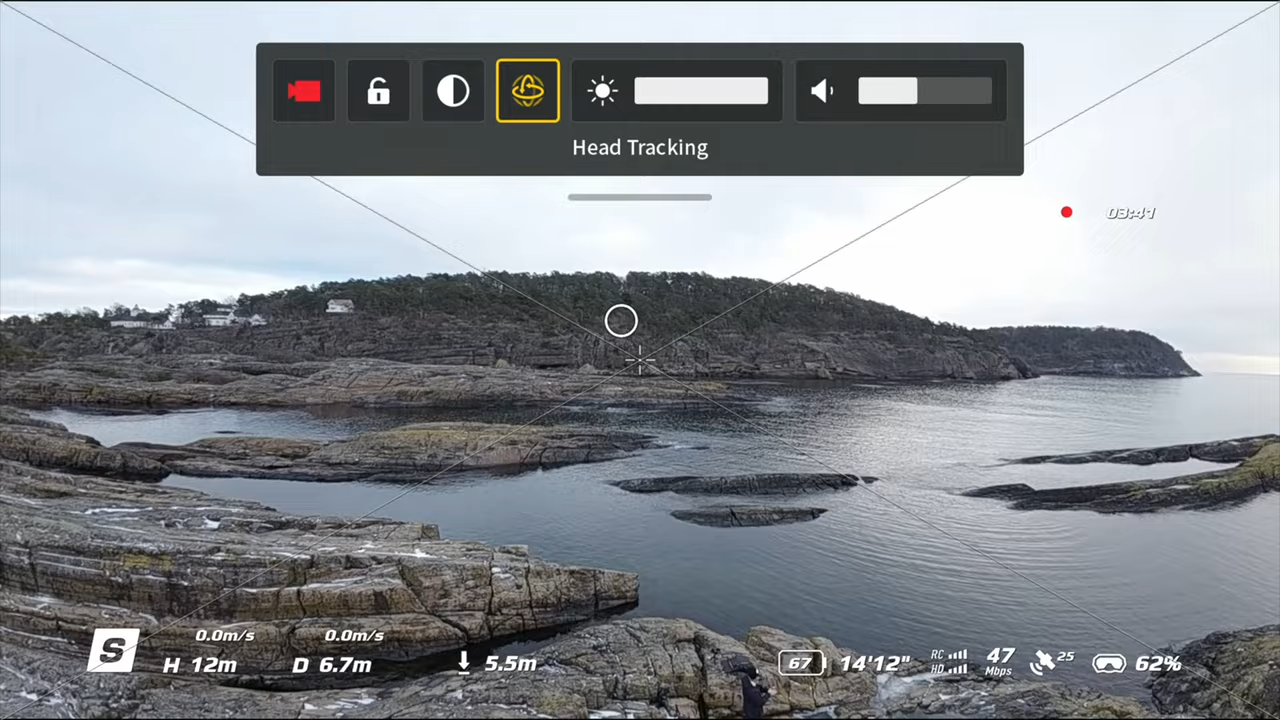 Head Tracking
03:41
S
0.0m/s 0.0m/s
H 12m D 6.7m 5.5m
67 14'12"
RC
HD
47
Mbps
25
62%